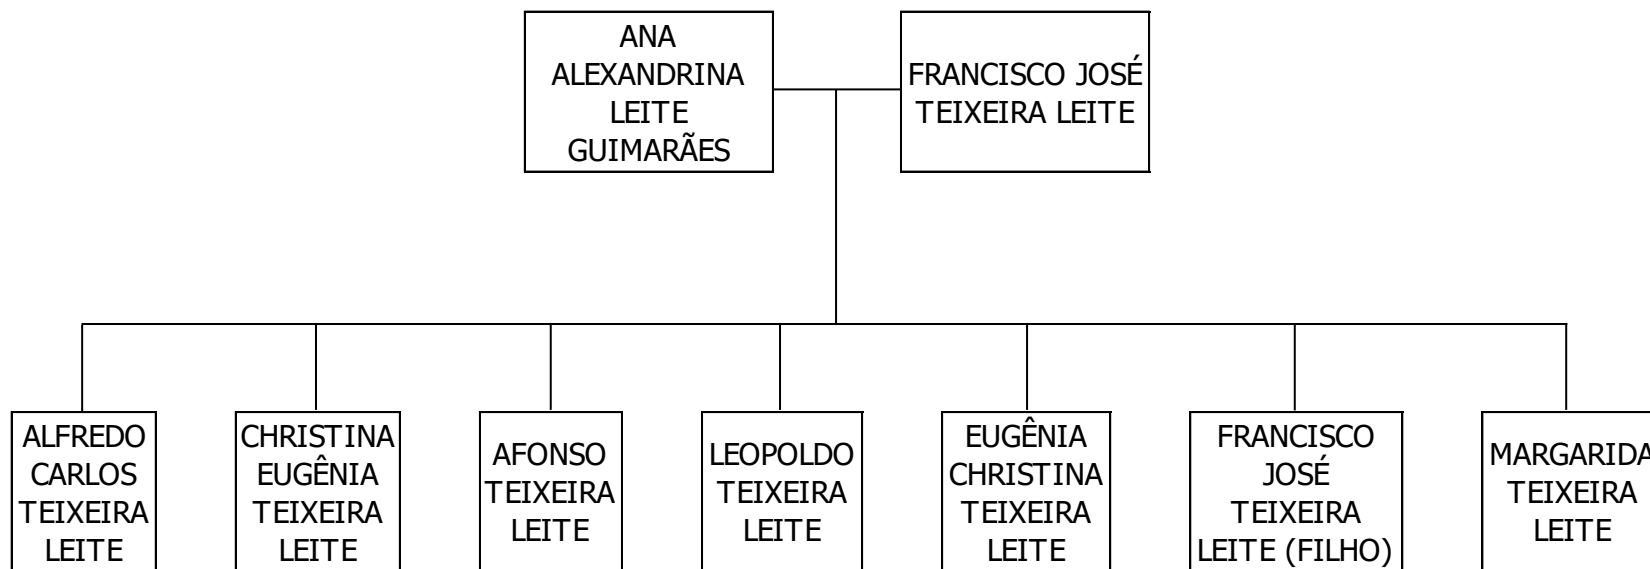 ANA
ALEXANDRINA
LEITE
GUIMARÃES
FRANCISCO JOSÉ
TEIXEIRA LEITE
ALFREDO
CARLOS
TEIXEIRA
LEITE
CHRISTINA
EUGÊNIA
TEIXEIRA
LEITE
AFONSO
TEIXEIRA
LEITE
LEOPOLDO
TEIXEIRA
LEITE
EUGÊNIA
CHRISTINA
TEIXEIRA
LEITE
FRANCISCO
JOSÉ
TEIXEIRA
LEITE (FILHO)
MARGARIDA
TEIXEIRA
LEITE